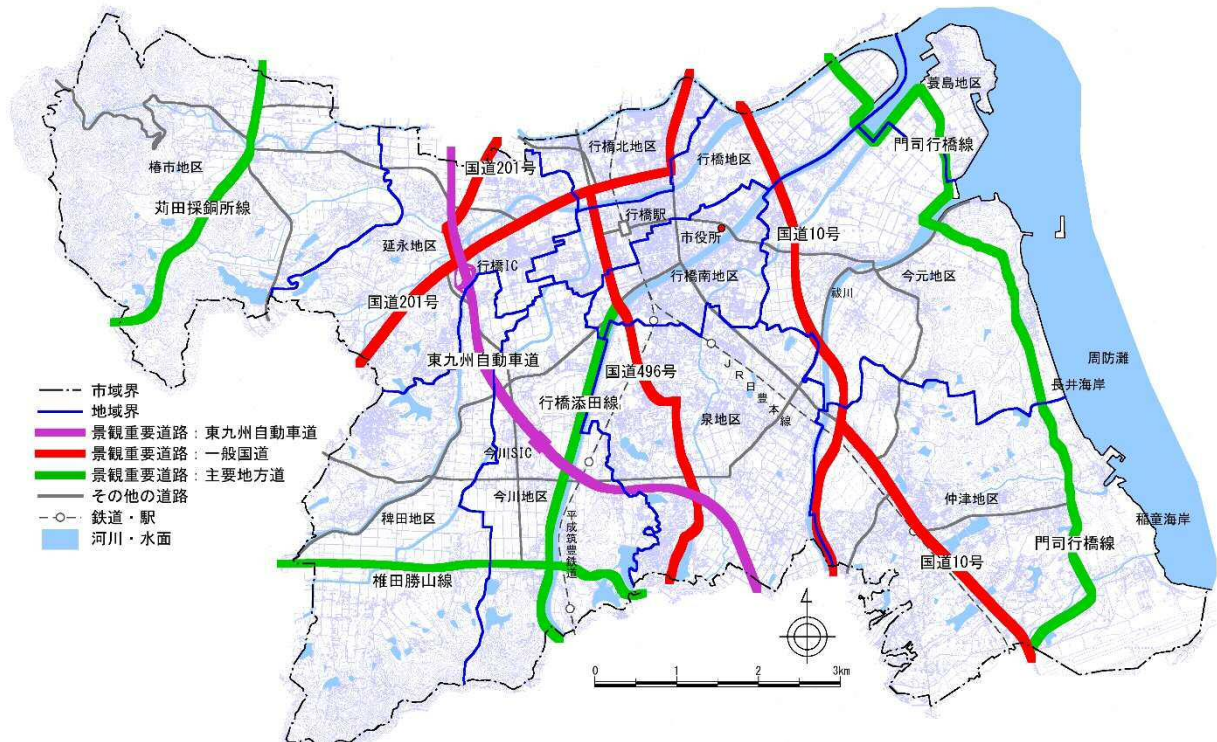 蓑島地区
行橋北地区
行橋地区
門司行橋線
国道201号
椿市地区
苅田採銅所線
行橋駅
市役所
国道10号
延永地区
行橋IC
行橋南地区
今元地区
祓川
国道201号
東九州自動車道
国道496号
周防灘
長井海岸
JR日豊本線
行橋添田線
泉地区
今川SIC
今川地区
稗田地区
仲津地区
稲童海岸
平成筑豊鉄道
門司行橋線
国道10号
椎田勝山線
市域界
地域界
景観重要道路：東九州自動車道
景観重要道路：一般国道
景観重要道路：主要地方道
その他の道路
鉄道・駅
河川・水面
0 1 2 3km